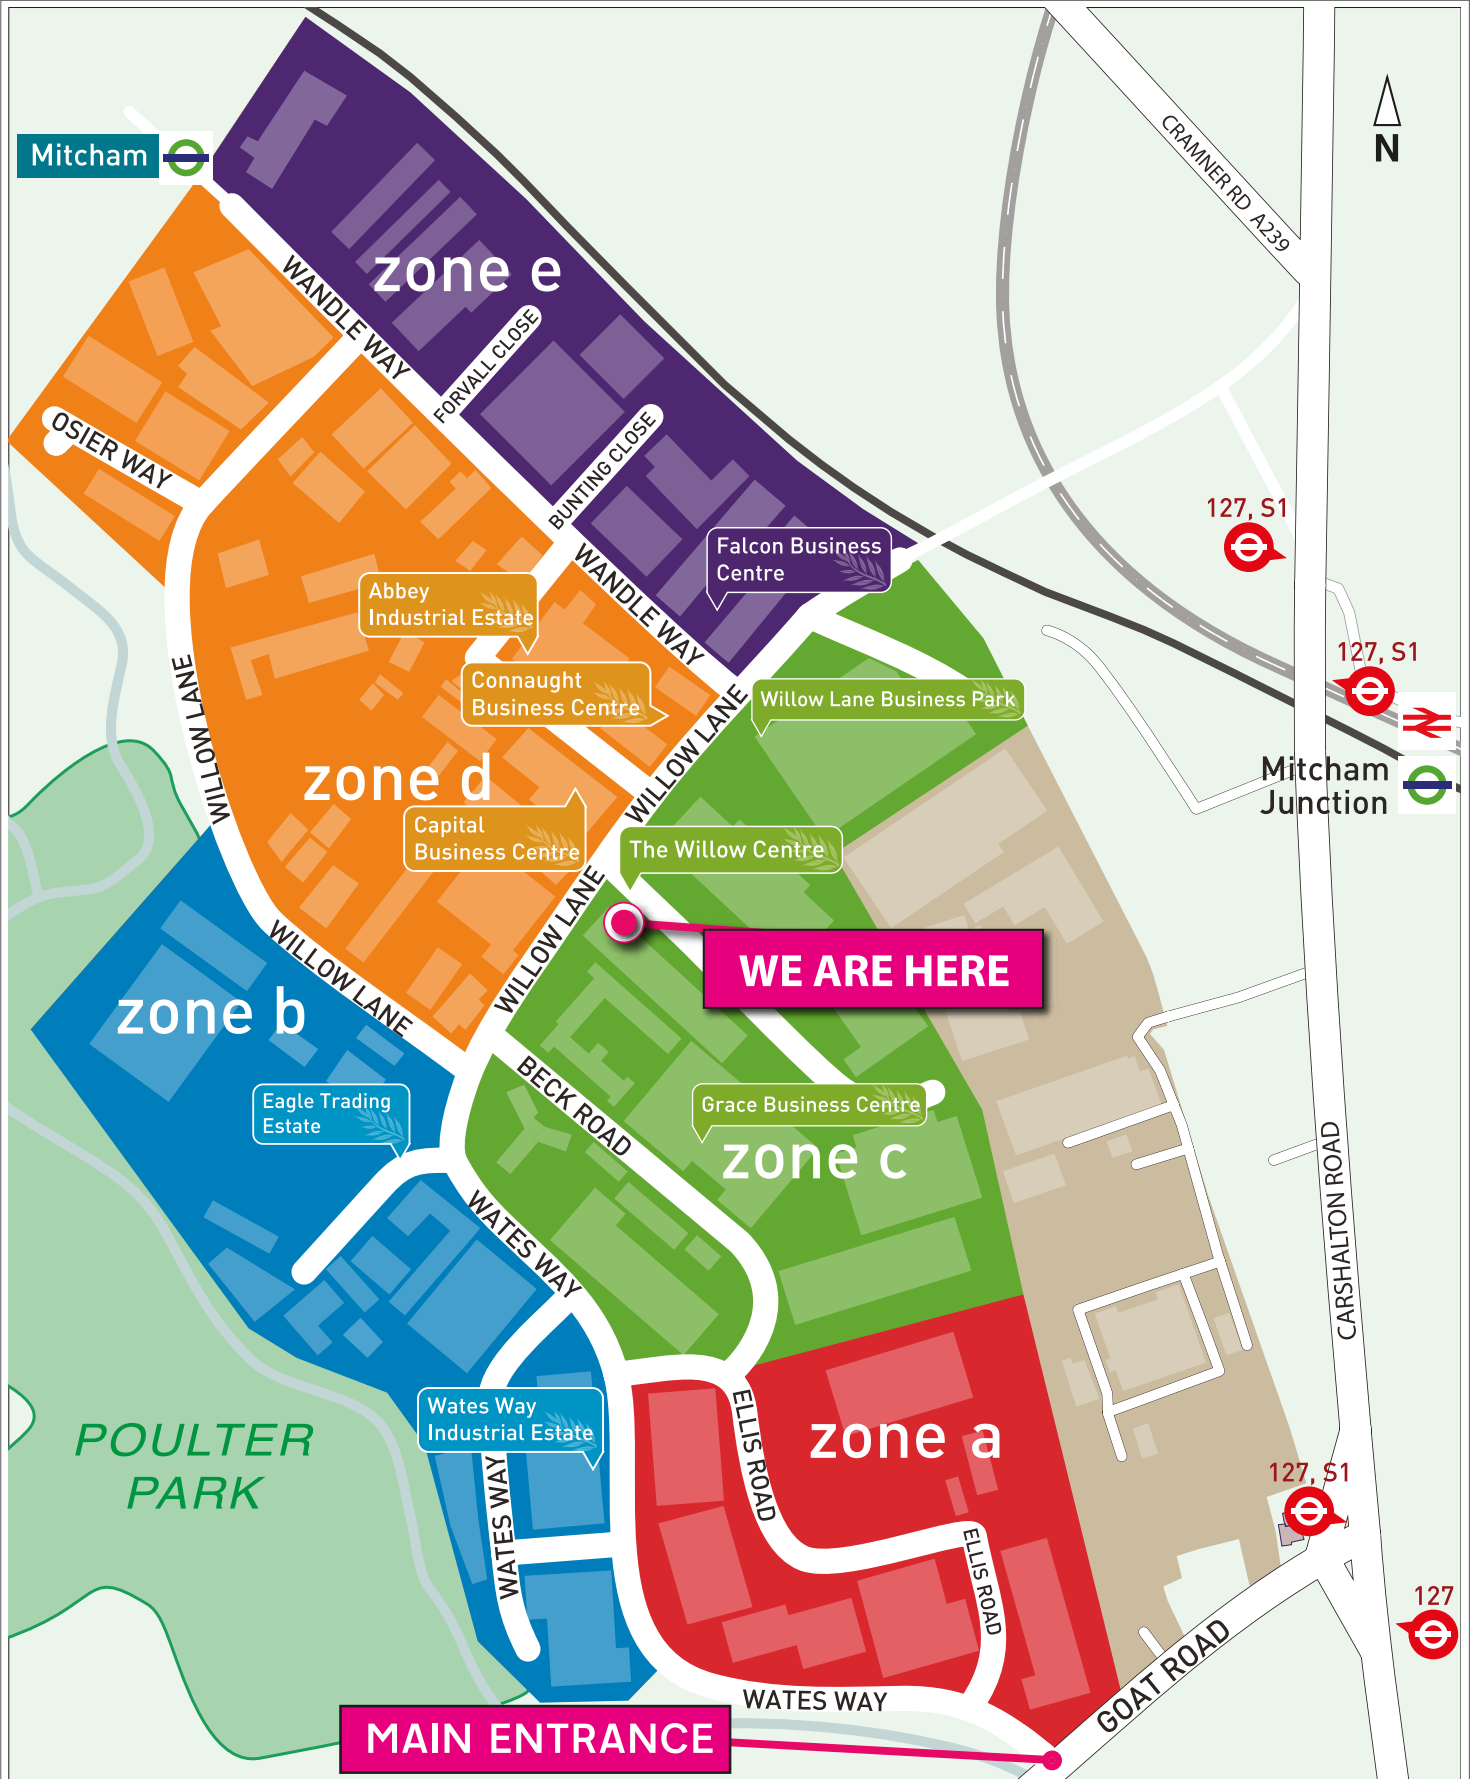 CRAMNER RD A239
N
Mitcham
zone e
WANDLE WAY
FORVALL CLOSE
OSIER WAY
BUNTING CLOSE
127, S1
Falcon Business
Centre
WANDLE WAY
Abbey
Industrial Estate
127, S1
WILLOW LANE
Connaught
Business Centre
Willow Lane Business Park
WILLOW LANE
zone d
Mitcham
Junction
Capital
Business Centre
The Willow Centre
WILLOW LANE
WE ARE HERE
WILLOW LANE
zone b
BECK ROAD
Eagle Trading
Estate
Grace Business Centre
zone c
CARSHALTON ROAD
WATES WAY
Wates Way
Industrial Estate
ELLIS ROAD
zone a
POULTER
PARK
127, S1
WATES WAY
ELLIS ROAD
127
GOAT ROAD
WATES WAY
MAIN ENTRANCE